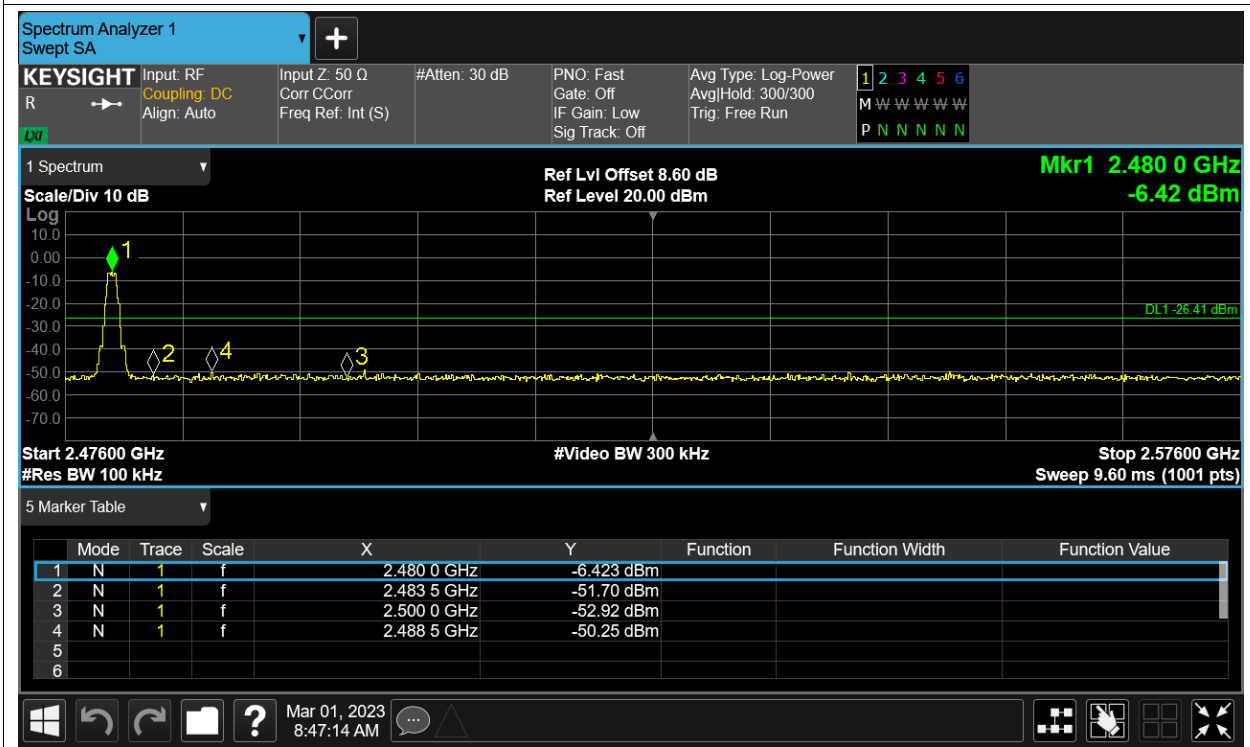 Spectrum Analyzer 1
Swept SA
KEYSIGHT Input: RF Input Z: 50 Ω #Atten: 30 dB PNO: Fast Avg Type: Log-Power 1 2 3 4 5 6
R Coupling: DC Corr CCorr Gate: Off Avg|Hold: 300/300 M W W W W W
Align: Auto Freq Ref: Int (S) IF Gain: Low Trig: Free Run
LXI Sig Track: Off P N N N N N
1 Spectrum Ref Lvl Offset 8.60 dB Mkr1 2.480 0 GHz
Scale/Div 10 dB Ref Level 20.00 dBm -6.42 dBm
Log
10.0
1
0.00
-10.0
-20.0
DL1 -26.41 dBm
-30.0
-40.0
2 4 3
-50.0
-60.0
-70.0
Start 2.47600 GHz #Video BW 300 kHz Stop 2.57600 GHz
#Res BW 100 kHz Sweep 9.60 ms (1001 pts)
5 Marker Table
Mode Trace Scale X Y Function Function Width Function Value
1 N 1 f 2.480 0 GHz -6.423 dBm
2 N 1 f 2.483 5 GHz -51.70 dBm
3 N 1 f 2.500 0 GHz -52.92 dBm
4 N 1 f 2.488 5 GHz -50.25 dBm
5
6
? Mar 01, 2023
8:47:14 AM